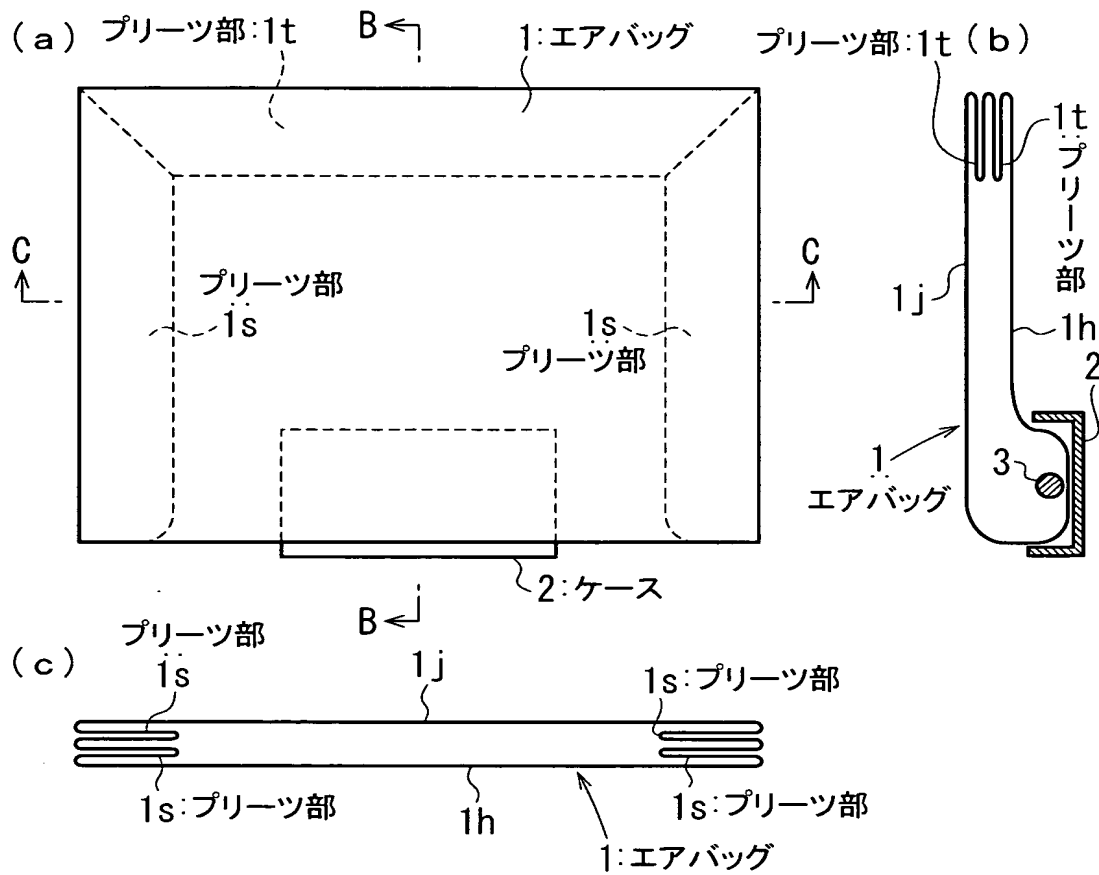 (a)
プリーツ部:1t
B
1:エアバッグ
C
C
プリーツ部
1s
1s
プリーツ部
2:ケース
B
プリーツ部:1t
(b)
1t:プリーツ部
1j
1h
2
3
1:
エアバッグ
(c)
プリーツ部
1s
1j
1s:プリーツ部
1s:プリーツ部
1h
1s:プリーツ部
1:エアバッグ